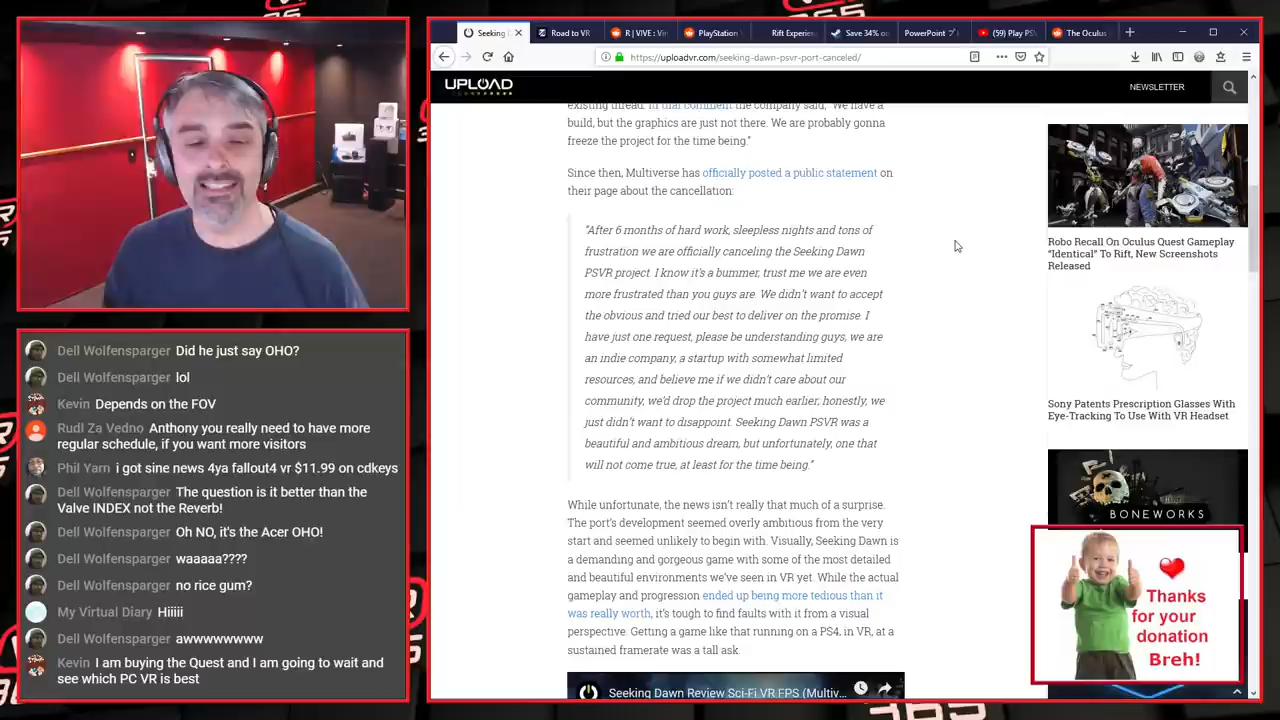 Seeking
Road to VR
R | VIVE : Vir
PlayStation
Rift Experie
Save 34% o
PowerPoint
(59) Play PS
The Oculus
https://uploadvr.com/seeking-dawn-psvr-port-canceled/
UPLOAD
NEWSLETTER
existing thread. In that comment the company said, "We have a
build, but the graphics are just not there. We are probably gonna
freeze the project for the time being."
Since then, Multiverse has officially posted a public statement on
their page about the cancellation:
"After 6 months of hard work, sleepless nights and tons of
frustration we are officially canceling the Seeking Dawn
PSVR project. I know it's a bummer, trust me we are even
more frustrated than you guys are. We didn't want to accept
the obvious and tried our best to deliver on the promise. I
have just one request, please be understanding guys, we are
an indie company, a startup with somewhat limited
resources, and believe me if we didn't care about our
community, we'd drop the project much earlier, honestly, we
just didn't want to disappoint. Seeking Dawn PSVR was a
beautiful and ambitious dream, but unfortunately, one that
will not come true, at least for the time being."
While unfortunate, the news isn't really that much of a surprise.
The port's development seemed overly ambitious from the very
start and seemed unlikely to begin with. Visually, Seeking Dawn is
a demanding and gorgeous game with some of the most detailed
and beautiful environments we've seen in VR yet. While the actual
gameplay and progression ended up being more tedious than it
was really worth, it's tough to find faults with it from a visual
perspective. Getting a game like that running on a PS4, in VR, at a
sustained framerate was a tall ask.
Seeking Dawn Review Sci-Fi VR FPS (Multiv...
Robo Recall On Oculus Quest Gameplay
"Identical" To Rift, New Screenshots
Released
Sony Patents Prescription Glasses With
Eye-Tracking To Use With VR Headset
BONEWORKS
Thanks
for your
donation
Breh!
Dell Wolfensparger Did he just say OHO?
Dell Wolfensparger lol
Kevin Depends on the FOV
Rudl Za Vedno Anthony you really need to have more
regular schedule, if you want more visitors
Phil Yarn i got sine news 4ya fallout4 vr $11.99 on cdkeys
Dell Wolfensparger The question is it better than the
Valve INDEX not the Reverb!
Dell Wolfensparger Oh NO, it's the Acer OHO!
Dell Wolfensparger waaaaa????
Dell Wolfensparger no rice gum?
My Virtual Diary Hiiiii
Dell Wolfensparger awwwwwwww
Kevin I am buying the Quest and I am going to wait and
see which PC VR is best